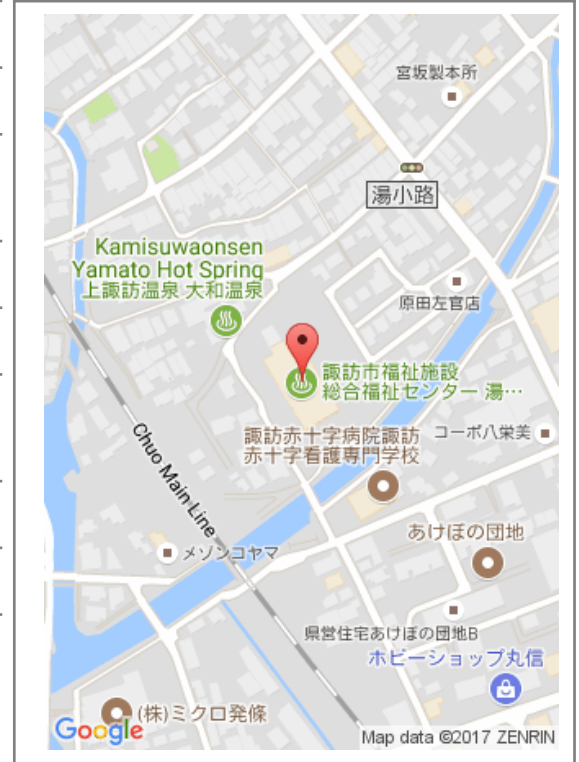 宮坂製本所
湯小路
Kamisuwaonsen
Yamato Hot Spring
上諏訪温泉 大和温泉
原田左官店
諏訪市福祉施設
総合福祉センター 湯…
諏訪赤十字病院諏訪
赤十字看護専門学校
コーポ八栄美
Chuo Main Line
あけぼの団地
メゾンコヤマ
県営住宅あけぼの団地B
ホビーショップ丸信
(株)ミクロ発條
Google
Map data ©2017 ZENRIN